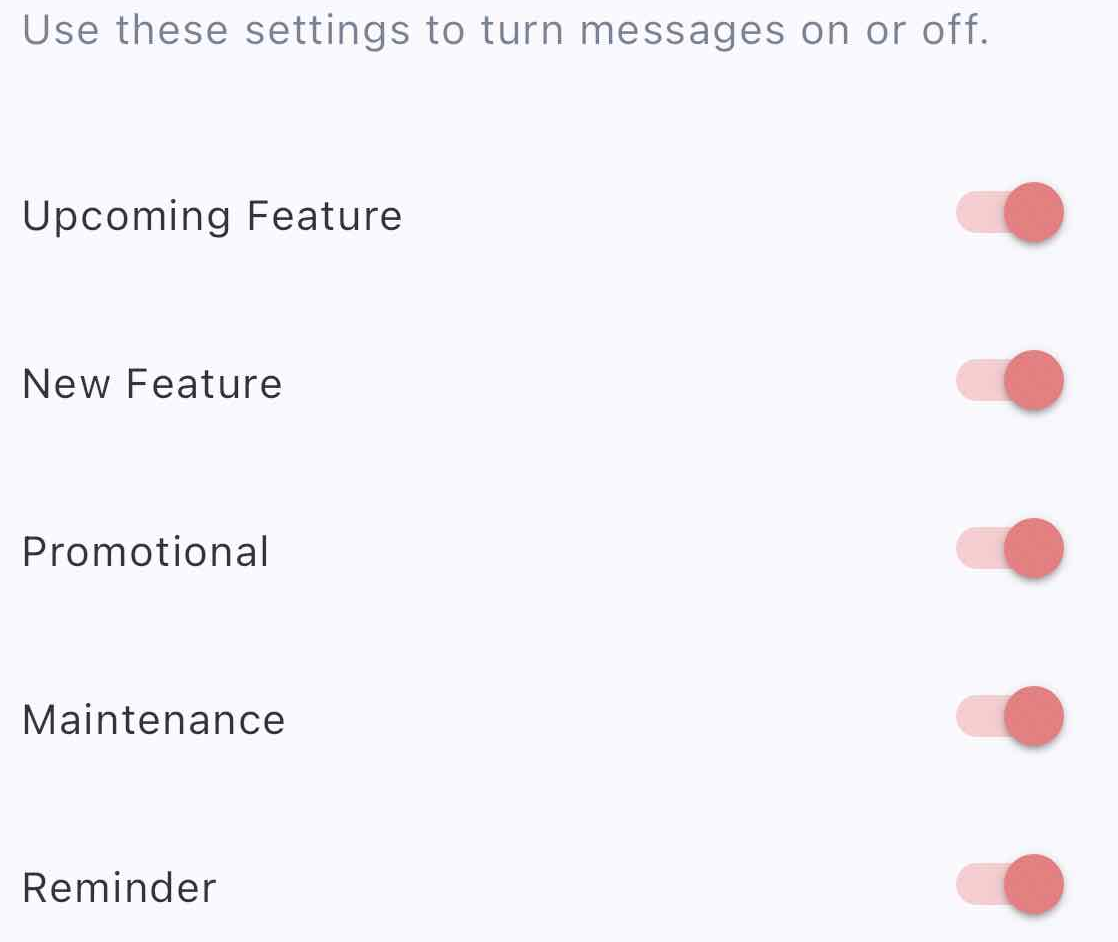 Use these settings to turn messages on or off.
Upcoming Feature
New Feature
Promotional
Maintenance
Reminder